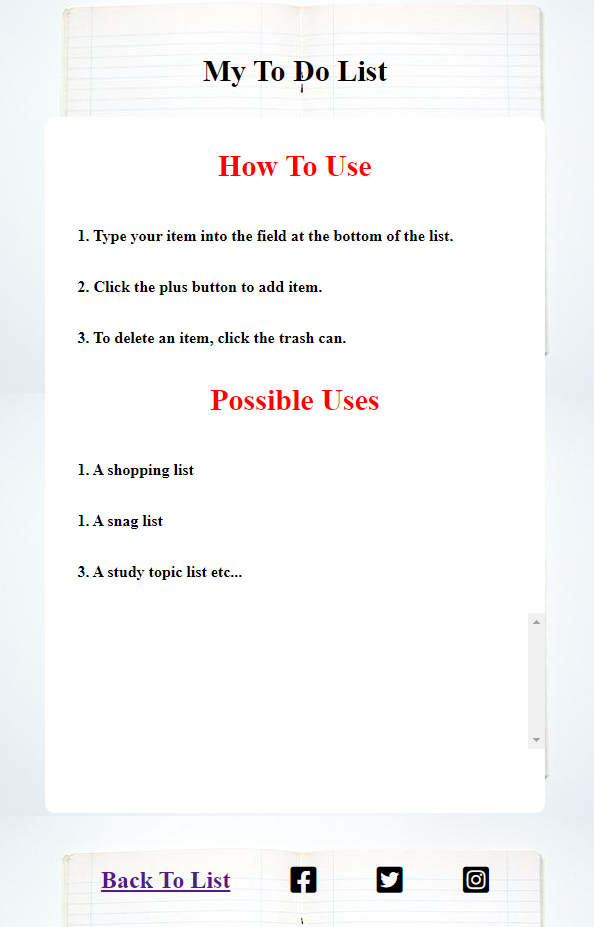 My To Do List
How To Use
1. Type your item into the field at the bottom of the list.
2. Click the plus button to add item.
3. To delete an item, click the trash can.
Possible Uses
1. A shopping list
1. A snag list
3. A study topic list etc...
Back To List